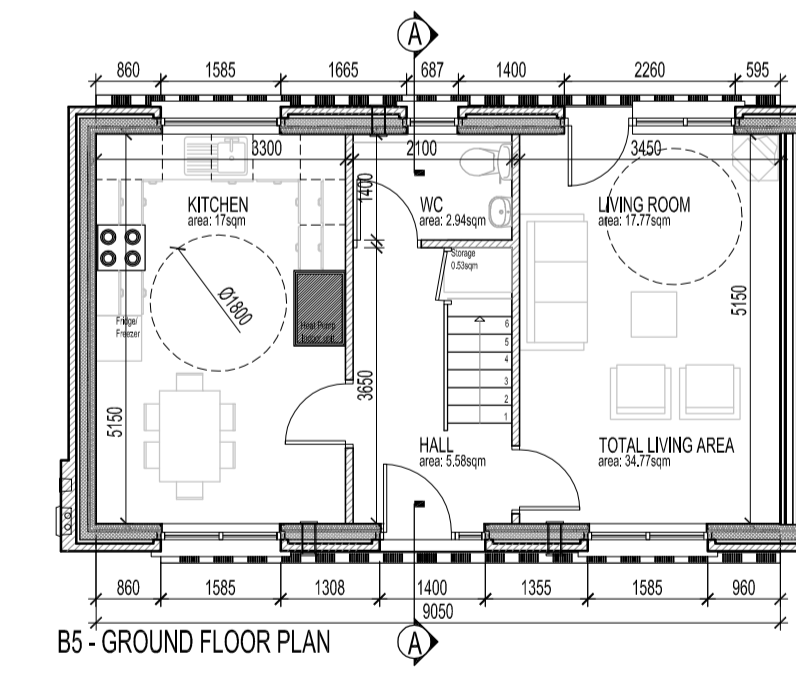 A
860 1585 1665 687 1400 2260 595
3300 2100 3450
1400
KITCHEN
area: 17sqm
WC
area: 2.94sqm
LIVING ROOM
area: 17.77sqm
Storage
0.53sqm
Ø1800
Fridge/
Freezer
Heat Pump
Indoor unit
6
5
4
3
2
1
5150
3650
5150
HALL
area: 5.58sqm
TOTAL LIVING AREA
area: 34.77sqm
860 1585 1308 1400 1355 1585 960
9050
B5 - GROUND FLOOR PLAN
A